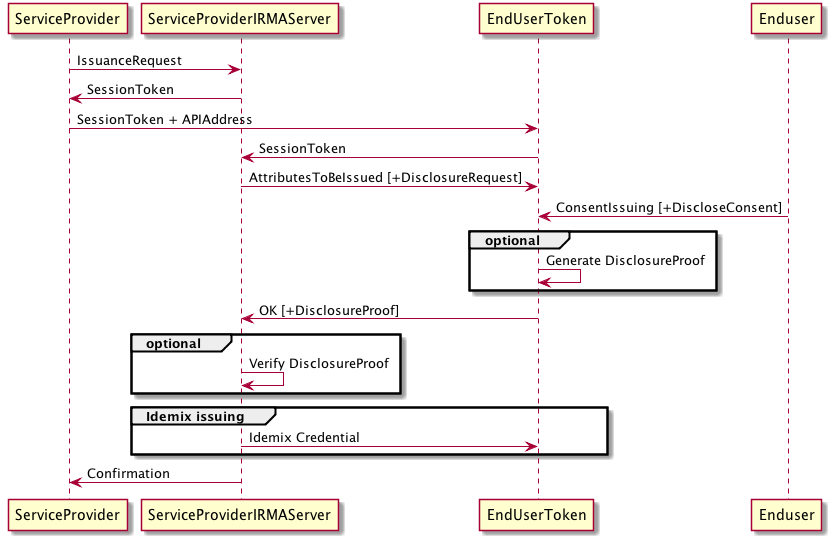 ServiceProvider ServiceProviderIRMAServer EndUserToken Enduser
IssuanceRequest
SessionToken
SessionToken + APIAddress
SessionToken
AttributesToBeIssued [+DisclosureRequest]
ConsentIssuing [+DiscloseConsent]
optional
Generate DisclosureProof
OK [+DisclosureProof]
optional
Verify DisclosureProof
Idemix issuing
Idemix Credential
Confirmation
ServiceProvider ServiceProviderIRMAServer EndUserToken Enduser